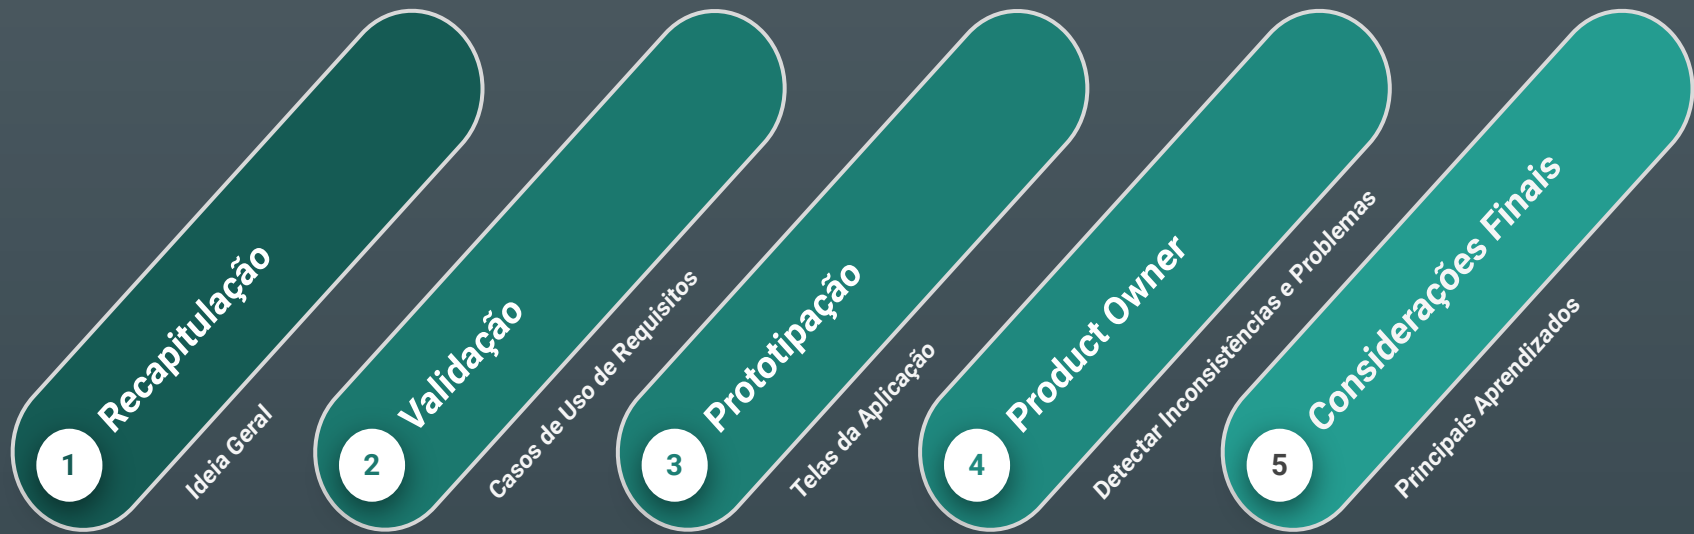 1
Recapitulação
Ideia Geral
2
Validação
Casos de Uso de Requisitos
3
Prototipação
Telas da Aplicação
4
Product Owner
Detectar Inconsistências e Problemas
5
Considerações Finais
Principais Aprendizados